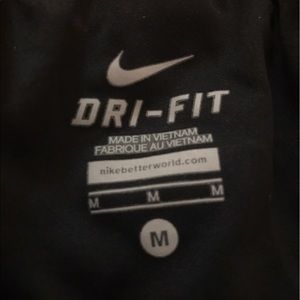 DRI-FIT
MADE IN VIETNAM
FABRIQUE AU VIETNAM
nikebetterworld.com
M M M
M